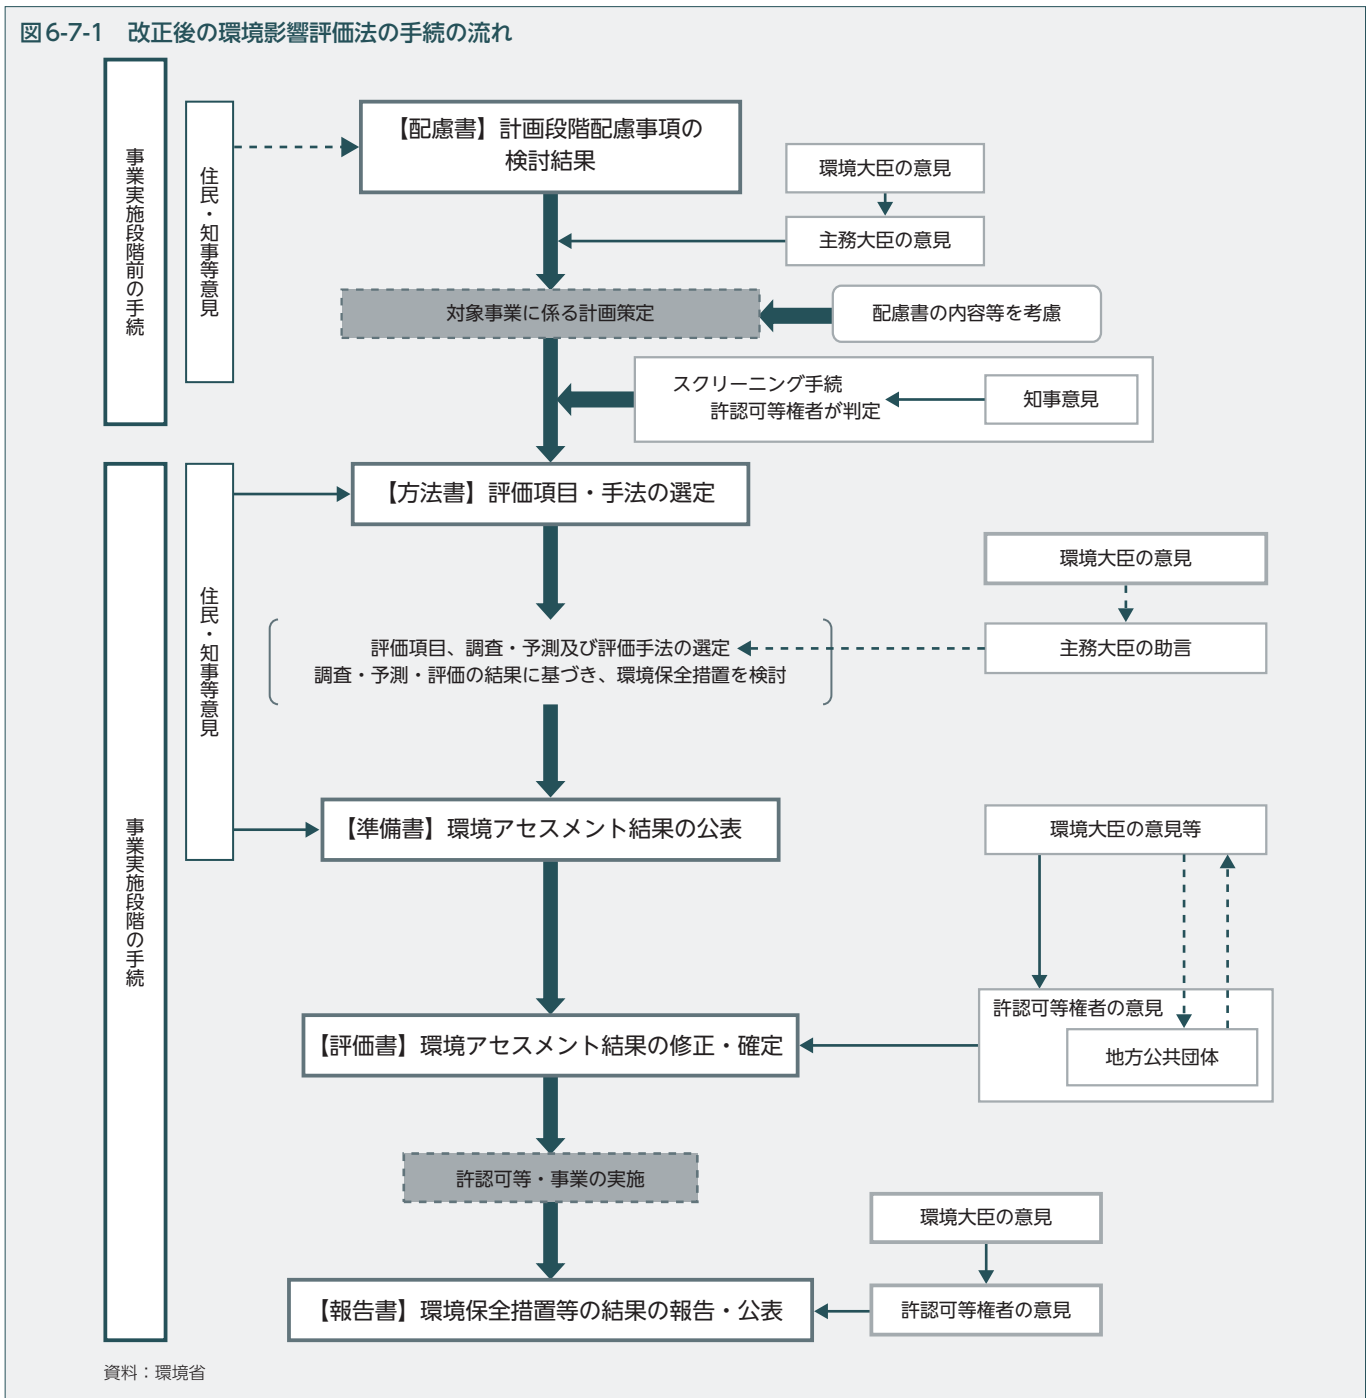 図6-7-1 改正後の環境影響評価法の手続の流れ
事業実施段階前の手続
住民・知事等意見
【配慮書】計画段階配慮事項の
検討結果
環境大臣の意見
主務大臣の意見
対象事業に係る計画策定
配慮書の内容等を考慮
スクリーニング手続
許認可等権者が判定
知事意見
事業実施段階の手続
住民・知事等意見
【方法書】評価項目・手法の選定
環境大臣の意見
評価項目、調査・予測及び評価手法の選定
調査・予測・評価の結果に基づき、環境保全措置を検討
主務大臣の助言
【準備書】環境アセスメント結果の公表
環境大臣の意見等
許認可等権者の意見
地方公共団体
【評価書】環境アセスメント結果の修正・確定
許認可等・事業の実施
環境大臣の意見
許認可等権者の意見
【報告書】環境保全措置等の結果の報告・公表
資料:環境省